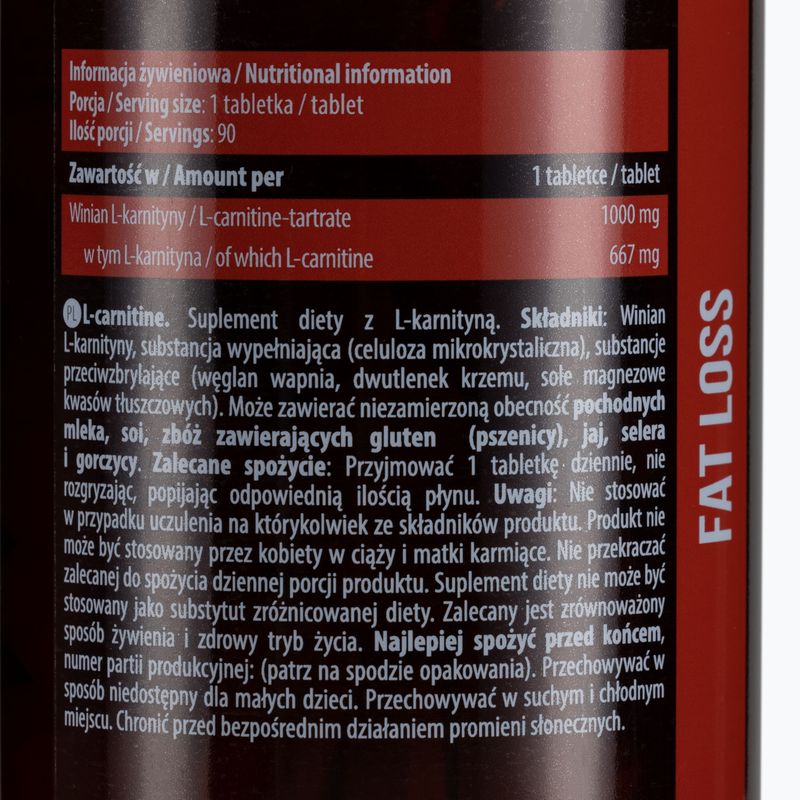 Informacja żywieniowa / Nutritional information
Porcja / Serving size: 1 tabletka / tablet
Ilość porcji / Servings: 90
Zawartość w / Amount per 1 tabletce / tablet
Winian L-karnityny / L-carnitine-tartrate 1000 mg
w tym L-karnityna / of which L-carnitine 667 mg
PL L-carnitine. Suplement diety z L-karnityną. Składniki: Winian
L-karnityny, substancja wypełniająca (celuloza mikrokrystaliczna), substancje
przeciwzbrylające (węglan wapnia, dwutlenek krzemu, sole magnezowe
kwasów tłuszczowych). Może zawierać niezamierzoną obecność pochodnych
mleka, soi, zbóż zawierających gluten (pszenicy), jaj, selera
i gorczycy. Zalecane spożycie: Przyjmować 1 tabletkę dziennie, nie
rozgryzając, popijając odpowiednią ilością płynu. Uwagi: Nie stosować
w przypadku uczulenia na którykolwiek ze składników produktu. Produkt nie
może być stosowany przez kobiety w ciąży i matki karmiące. Nie przekraczać
zalecanej do spożycia dziennej porcji produktu. Suplement diety nie może być
stosowany jako substytut zróżnicowanej diety. Zalecany jest zrównoważony
sposób żywienia i zdrowy tryb życia. Najlepiej spożyć przed końcem,
numer partii produkcyjnej: (patrz na spodzie opakowania). Przechowywać w
sposób niedostępny dla małych dzieci. Przechowywać w suchym i chłodnym
miejscu. Chronić przed bezpośrednim działaniem promieni słonecznych.
FAT LOSS